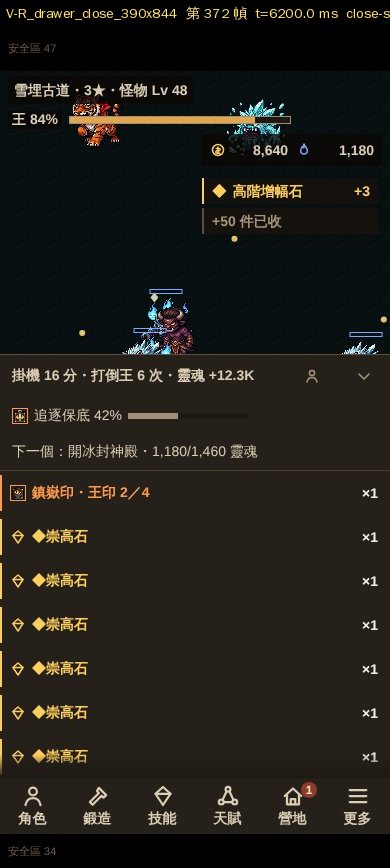 V-R_drawer_close_390x844 第 372 幀 t=6200.0 ms close-s
安全區 47
雪埋古道・3★・怪物 Lv 48
王 84%
8,640 1,180
◆ 高階增幅石 +3
+50 件已收
掛機 16 分・打倒王 6 次・靈魂 +12.3K
追逐保底 42%
下一個：開冰封神殿・1,180/1,460 靈魂
鎮嶽印・王印 2／4 ×1
◆崇高石 ×1
◆崇高石 ×1
◆崇高石 ×1
◆崇高石 ×1
◆崇高石 ×1
◆崇高石 ×1
1
角色 鍛造 技能 天賦 營地 更多
安全區 34